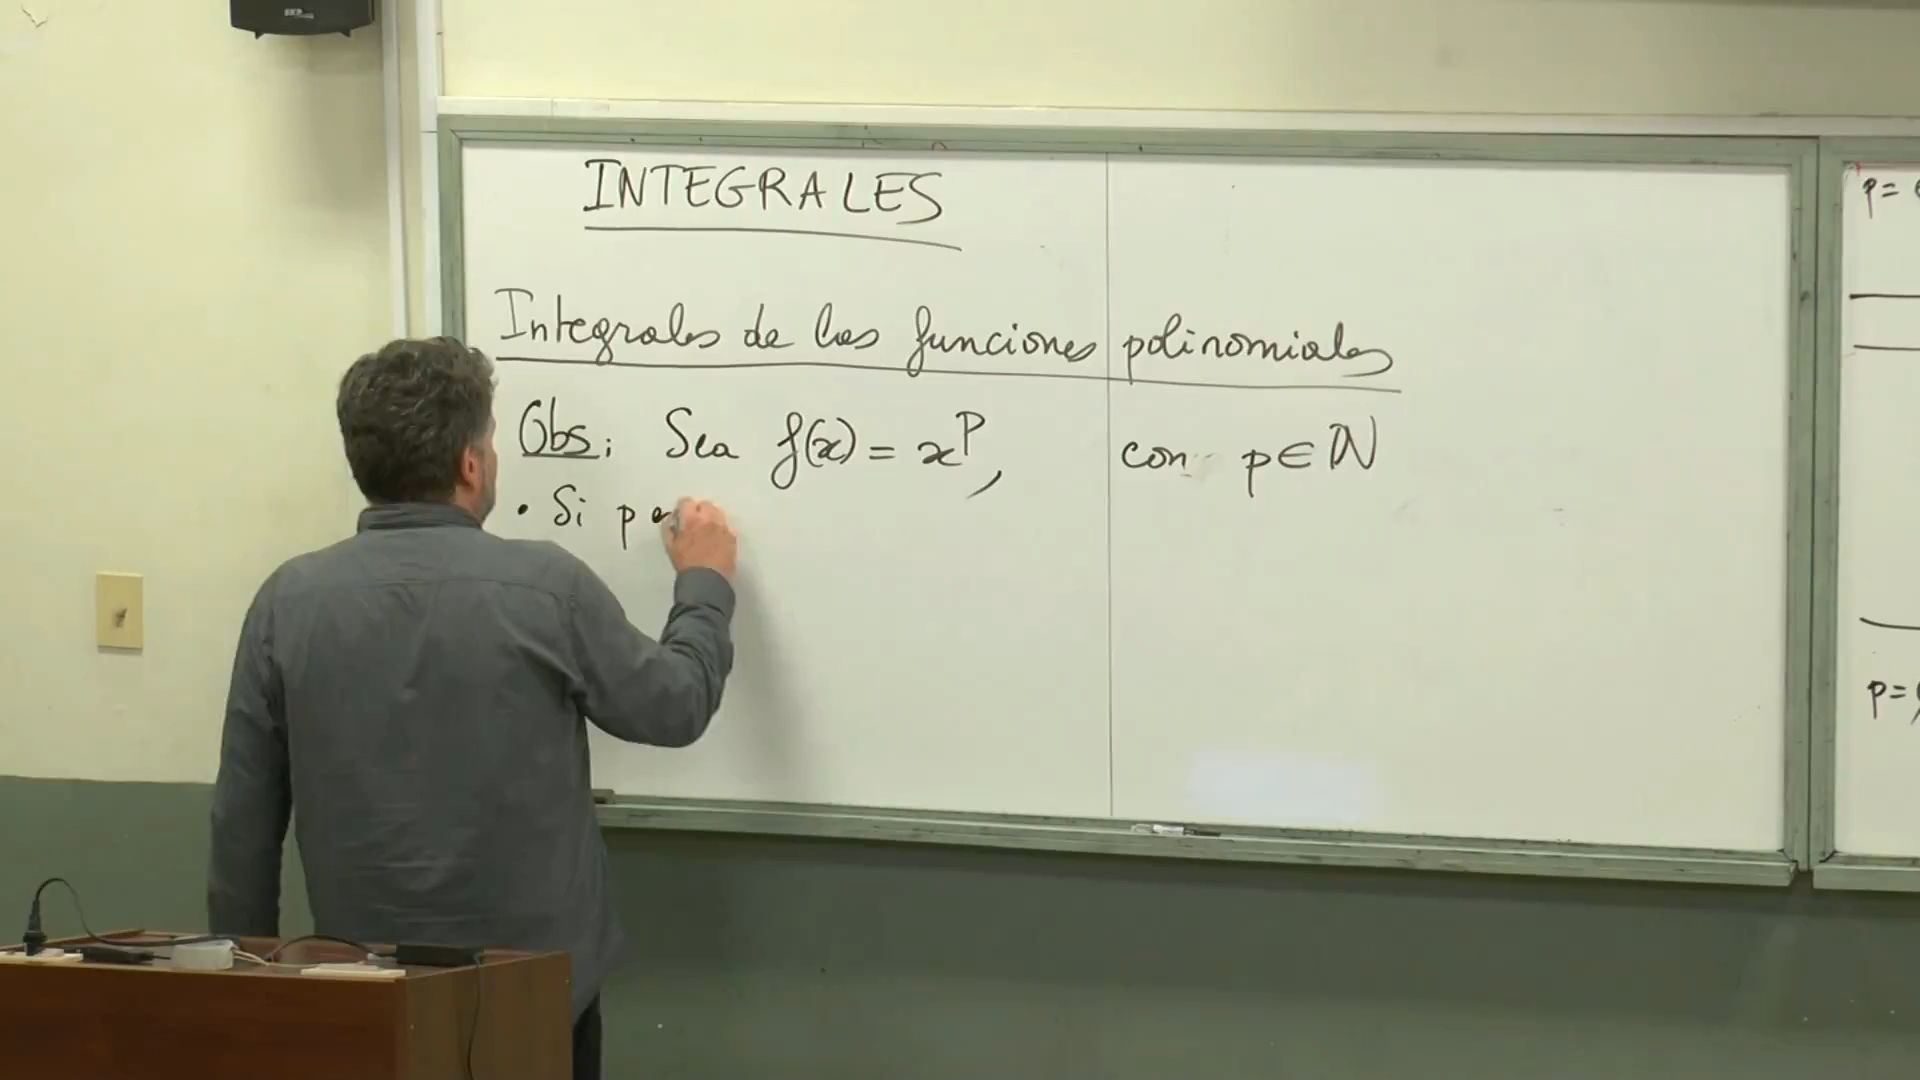 INTEGRALES
Integrales de las funciones polinomiales
Obs: Sea f(x) = x^p, con p ∈ ℕ
• Si p
p =
p =